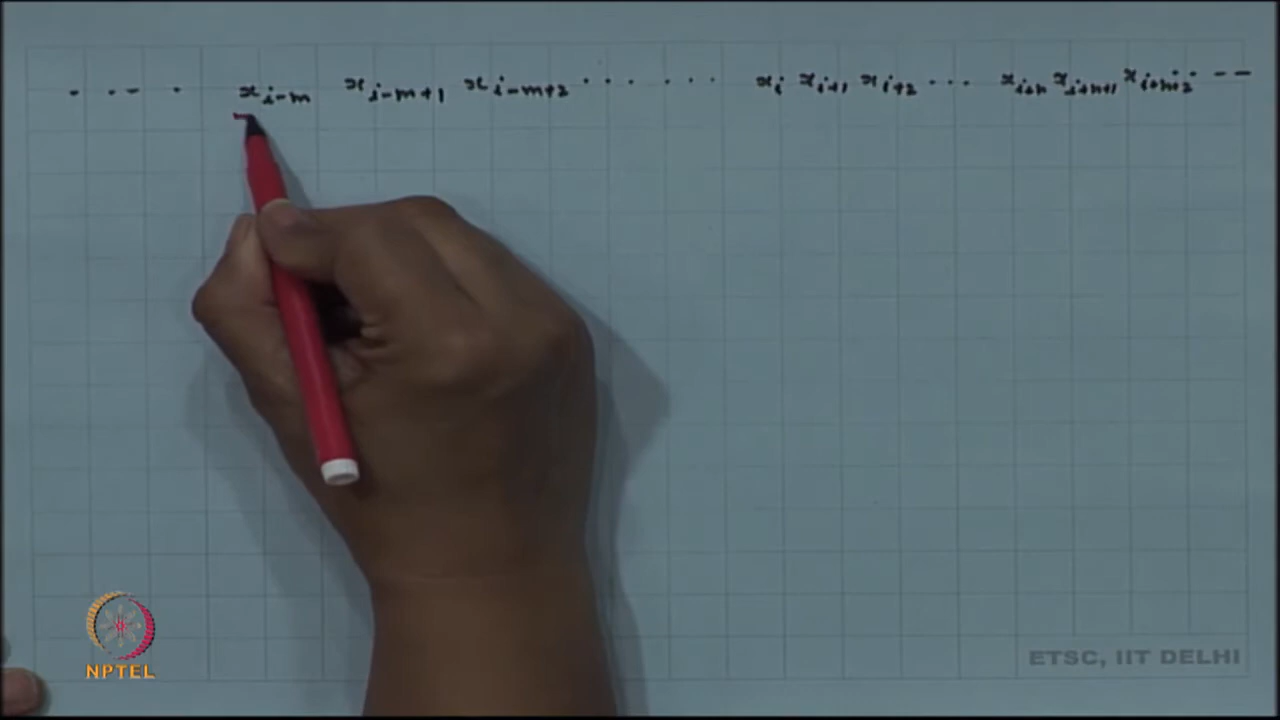 . . - - . x_{i-m} x_{i-m+1} x_{i-m+2} . . . . . . x_i x_{i+1} x_{i+2} . . . x_{i+n} x_{i+n+1} x_{i+n+2} . - -
NPTEL
ETSC, IIT DELHI